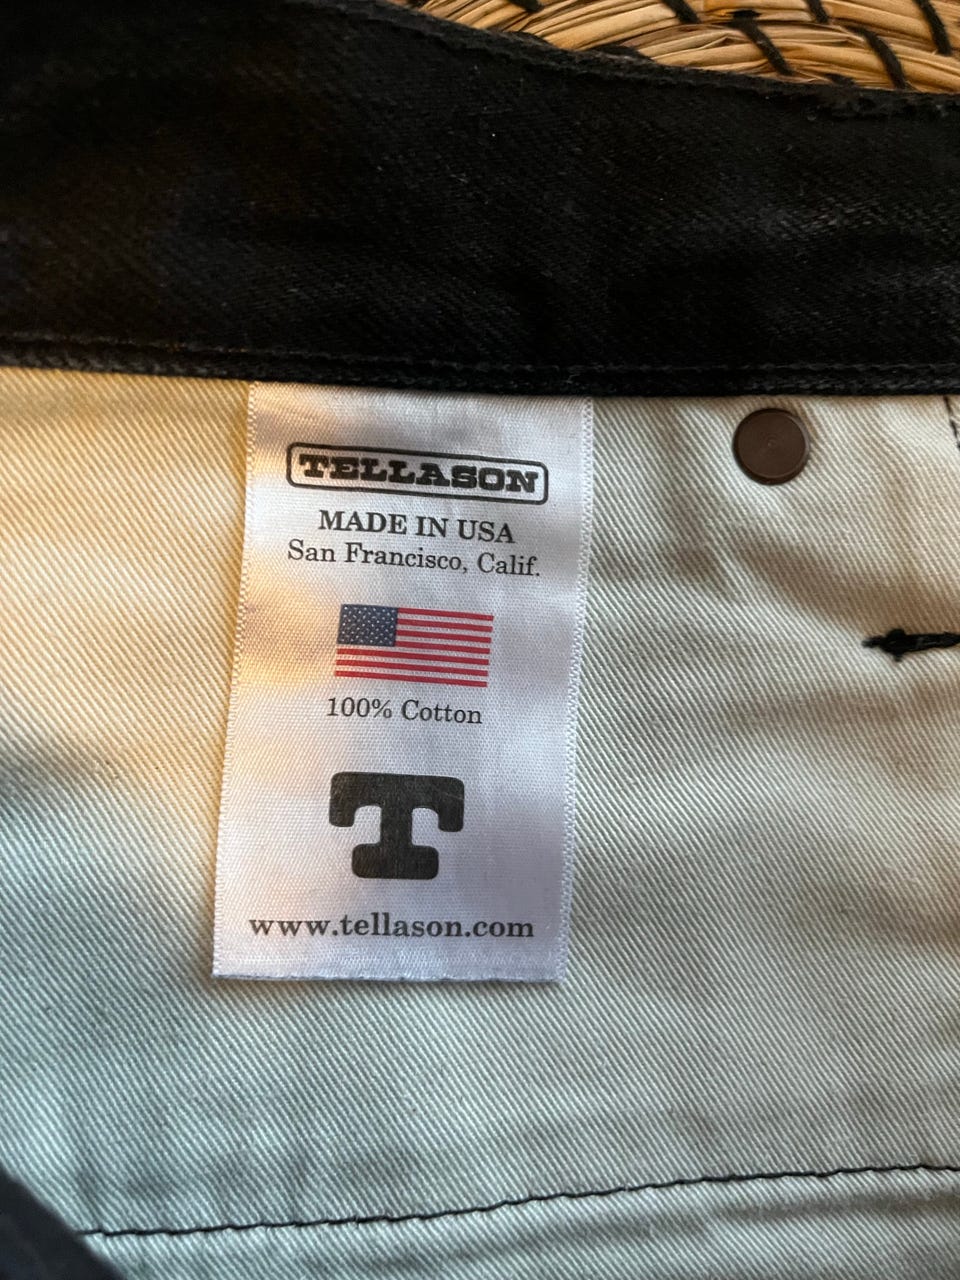 TELLASON
MADE IN USA
San Francisco, Calif.
100% Cotton
T
www.tellason.com